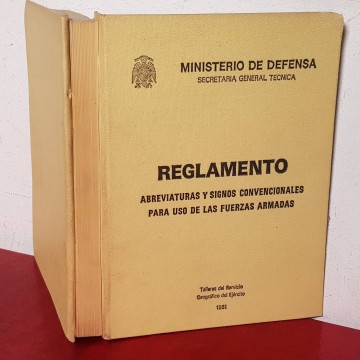 MINISTERIO DE DEFENSA
SECRETARIA GENERAL TECNICA
REGLAMENTO
ABREVIATURAS Y SIGNOS CONVENCIONALES
PARA USO DE LAS FUERZAS ARMADAS
Talleres del Servicio
Geográfico del Ejército